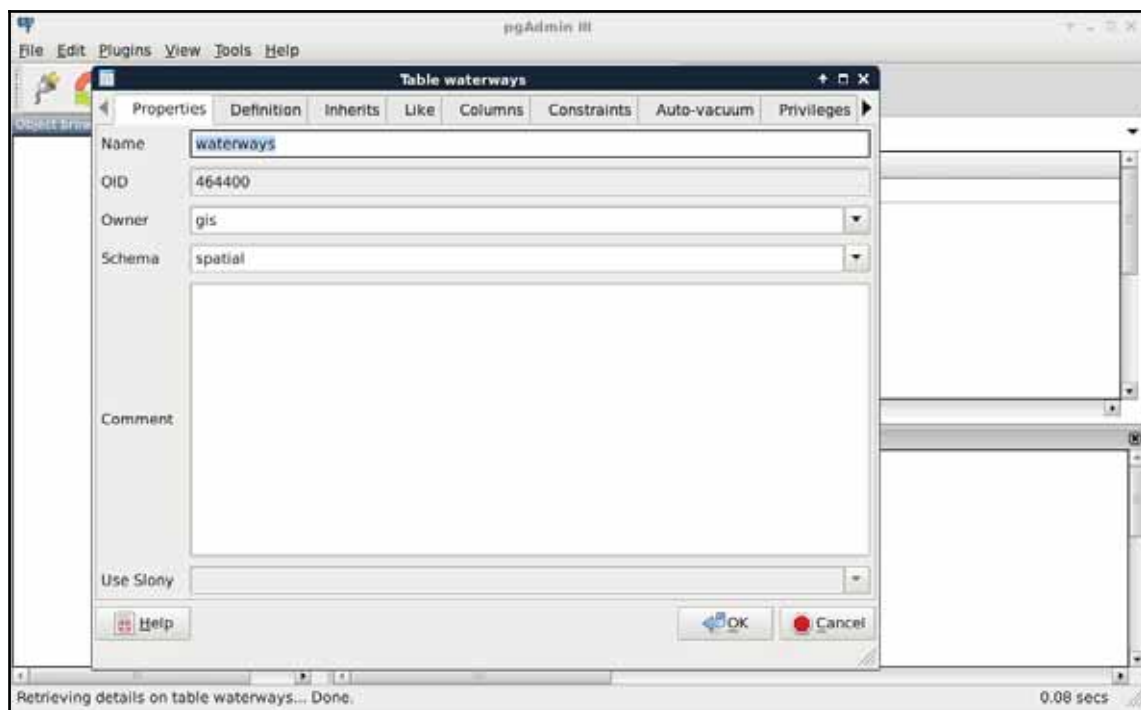 pgAdmin III
File Edit Plugins View Tools Help
Table waterways
Properties Definition Inherits Like Columns Constraints Auto-vacuum Privileges
Object brow
Name waterways
OID 464400
Owner gis
Schema spatial
Comment
Use Slony
Help OK Cancel
Retrieving details on table waterways... Done. 0.08 secs